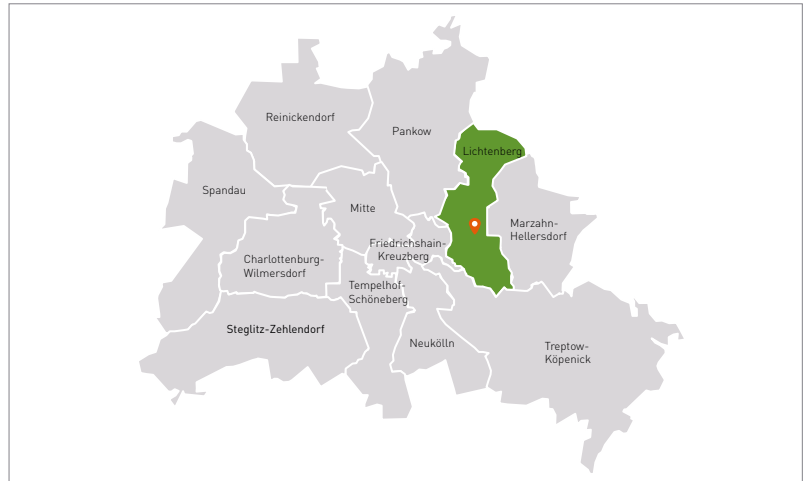 Reinickendorf
Pankow
Lichtenberg
Spandau
Mitte
Marzahn-
Hellersdorf
Friedrichshain-
Kreuzberg
Charlottenburg-
Wilmersdorf
Tempelhof-
Schöneberg
Steglitz-Zehlendorf
Neukölln
Treptow-
Köpenick